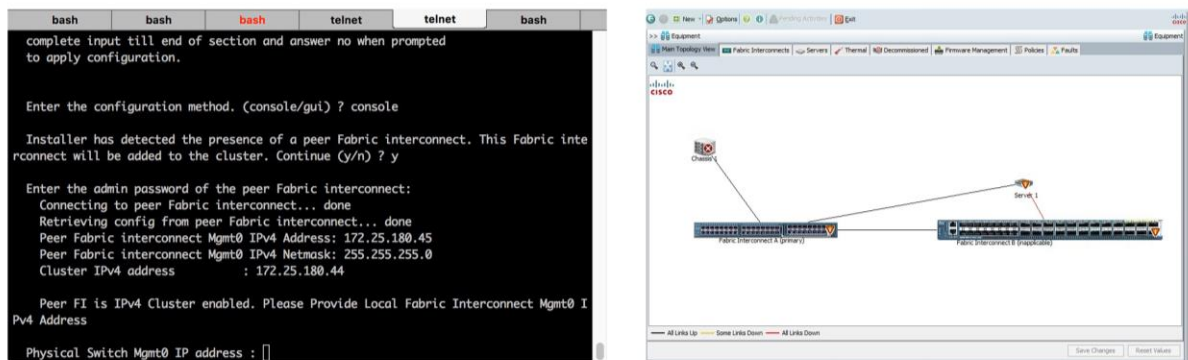 bash bash bash telnet telnet bash
complete input till end of section and answer no when prompted
to apply configuration.
Enter the configuration method. (console/gui) ? console
Installer has detected the presence of a peer Fabric interconnect. This Fabric inte
rconnect will be added to the cluster. Continue (y/n) ? y
Enter the admin password of the peer Fabric interconnect:
Connecting to peer Fabric interconnect... done
Retrieving config from peer Fabric interconnect... done
Peer Fabric interconnect Mgmt0 IPv4 Address: 172.25.180.45
Peer Fabric interconnect Mgmt0 IPv4 Netmask: 255.255.255.0
Cluster IPv4 address : 172.25.180.44
Peer FI is IPv4 Cluster enabled. Please Provide Local Fabric Interconnect Mgmt0 I
Pv4 Address
Physical Switch Mgmt0 IP address :
New Options Pending Activities Exit
>> Equipment Equipment
Main Topology View Fabric Interconnects Servers Thermal Decommissioned Firmware Management Policies Faults
CISCO
Chassis 1
Server 1
Fabric Interconnect A (primary) Fabric Interconnect B (inapplicable)
All Links Up Some Links Down All Links Down
Save Changes Reset Values